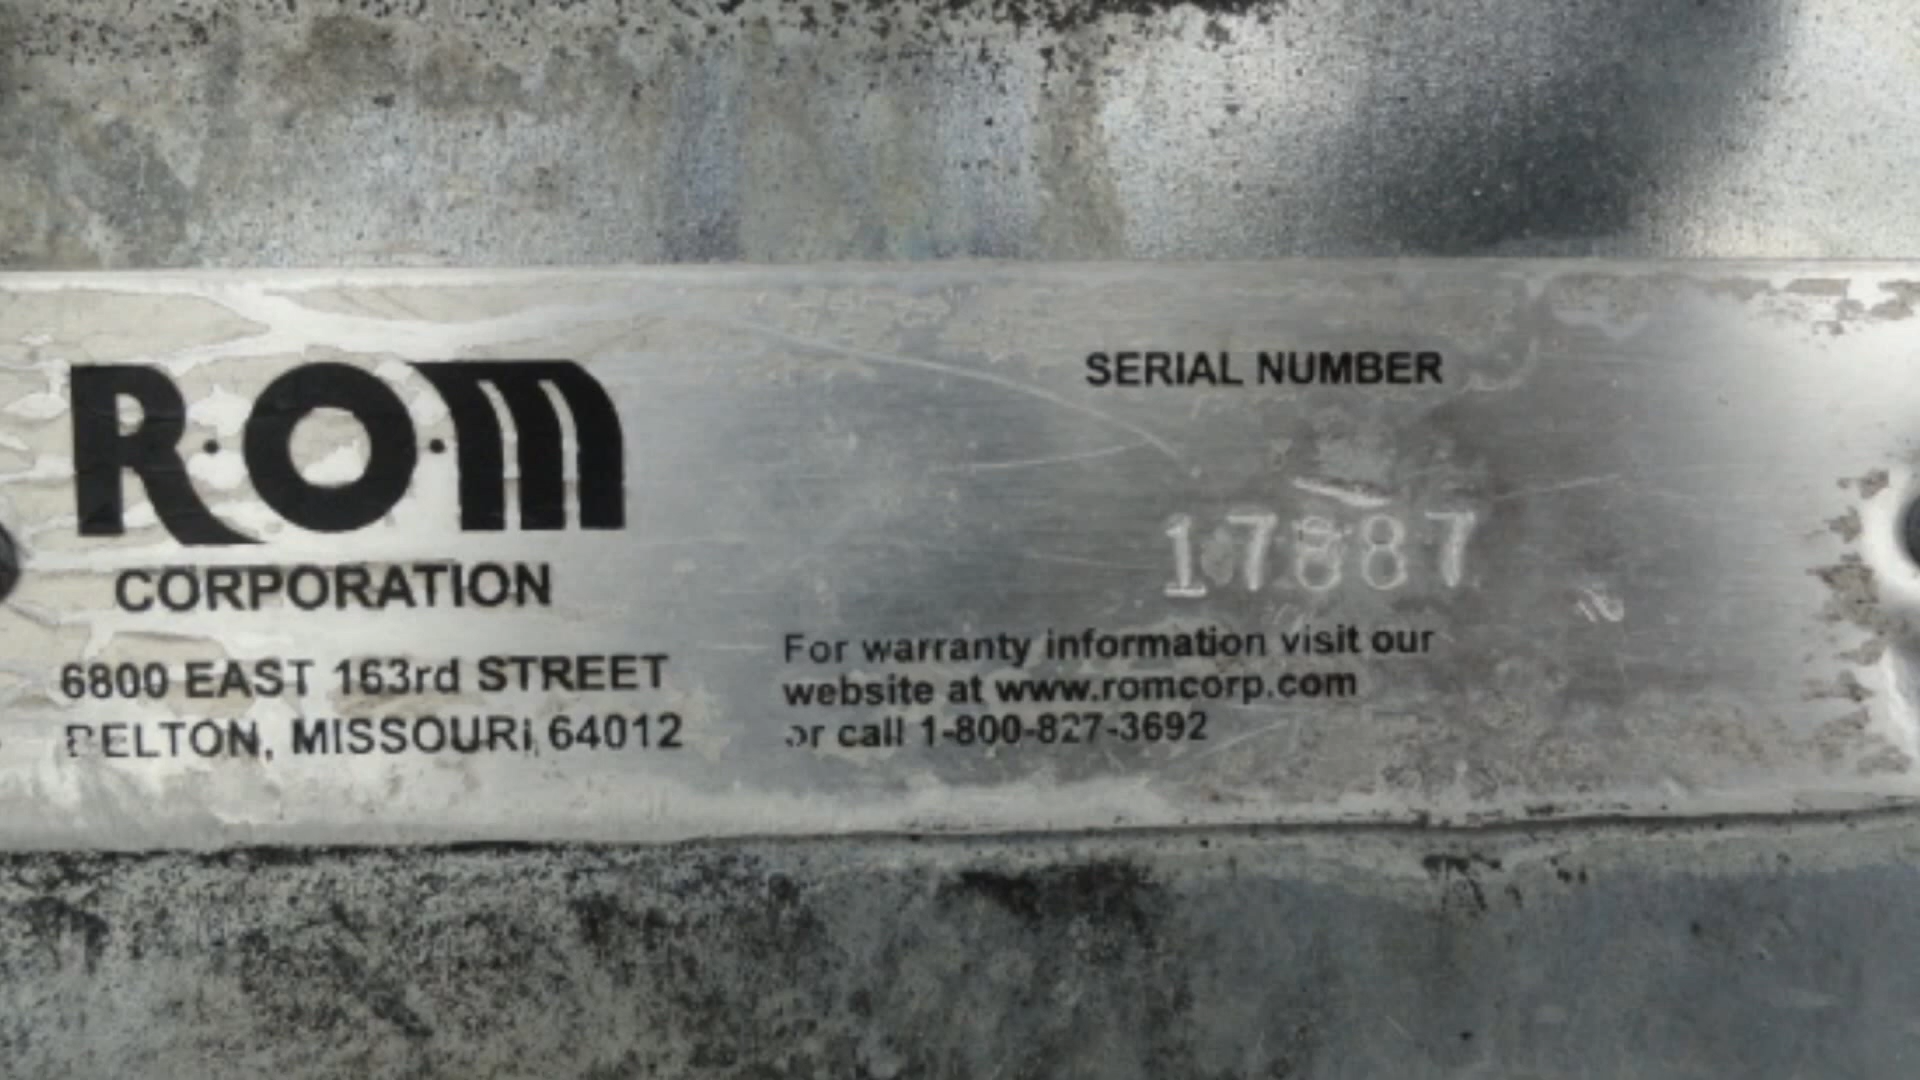 R·O·M
CORPORATION
6800 EAST 163rd STREET
BELTON, MISSOURI 64012
SERIAL NUMBER
17887
For warranty information visit our
website at www.romcorp.com
or call 1-800-827-3692